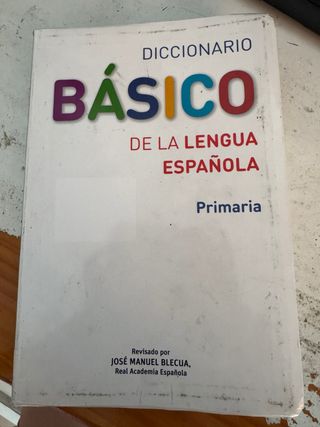 DICCIONARIO
BÁSICO
DE LA LENGUA
ESPAÑOLA
Primaria
Revisado por
JOSÉ MANUEL BLECUA,
Real Academia Española